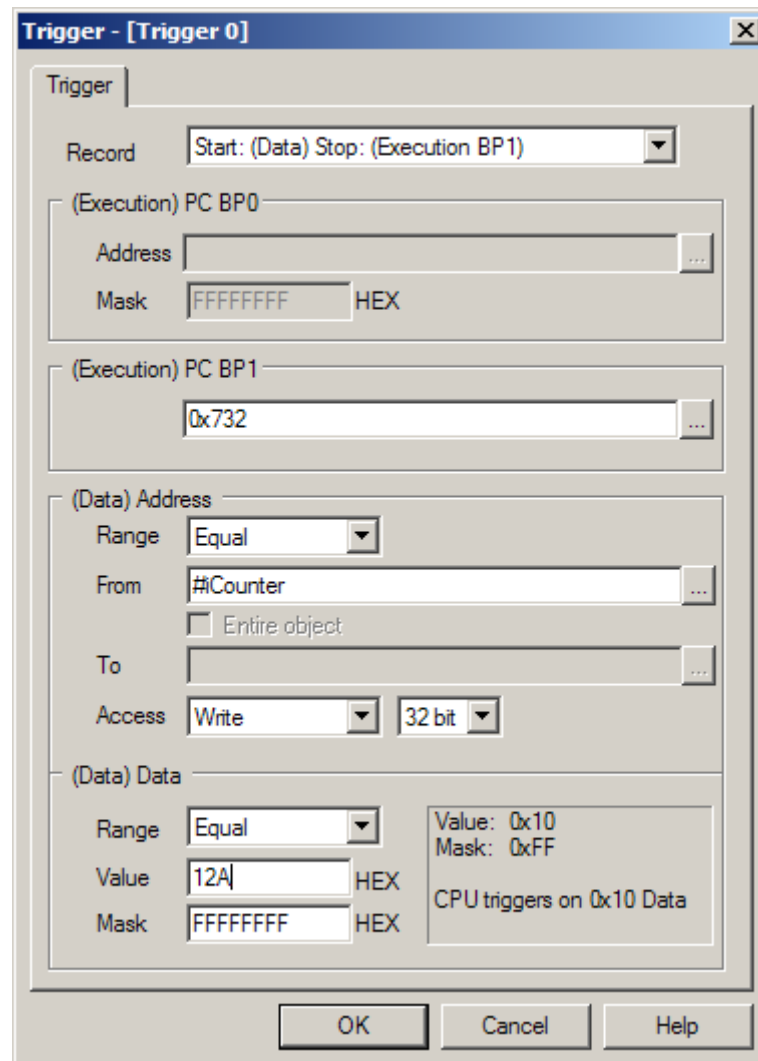 Trigger - [Trigger 0]
Trigger
Record Start: (Data) Stop: (Execution BP1)
(Execution) PC BP0
Address ...
Mask FFFFFFFF HEX
(Execution) PC BP1
0x732 ...
(Data) Address
Range Equal
From #iCounter ...
Entire object
To ...
Access Write 32 bit
(Data) Data
Range Equal
Value 12A HEX
Mask FFFFFFFF HEX
Value: 0x10
Mask: 0xFF
CPU triggers on 0x10 Data
OK Cancel Help